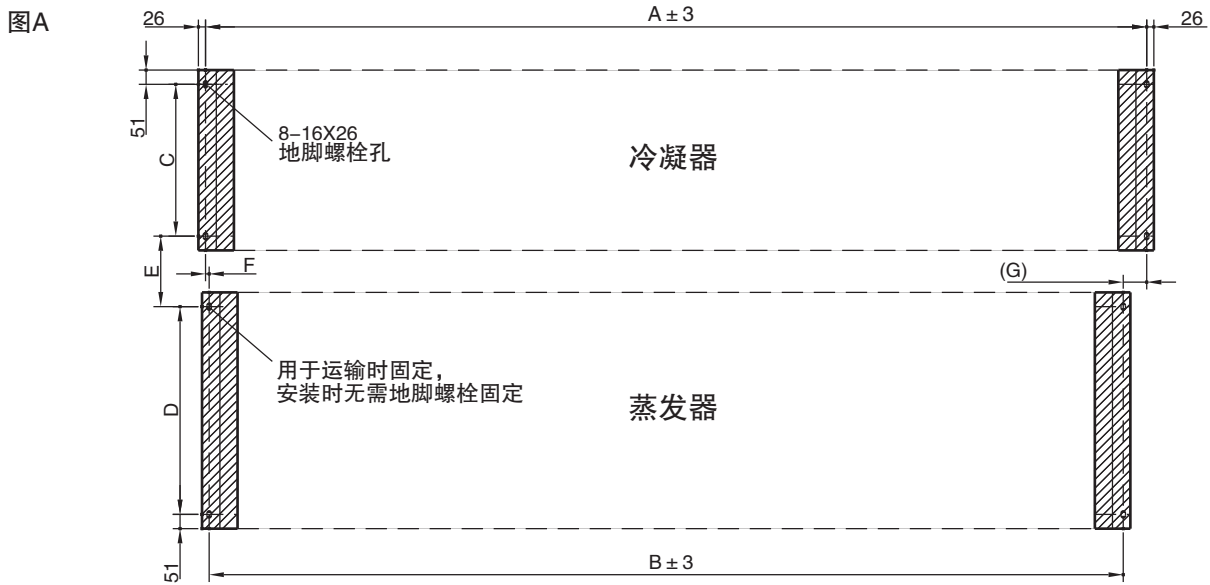 图A
26
A±3
26
51
C
8-16X26
地脚螺栓孔
冷凝器
E
F
(G)
用于运输时固定，
安装时无需地脚螺栓固定
D
蒸发器
51
B±3